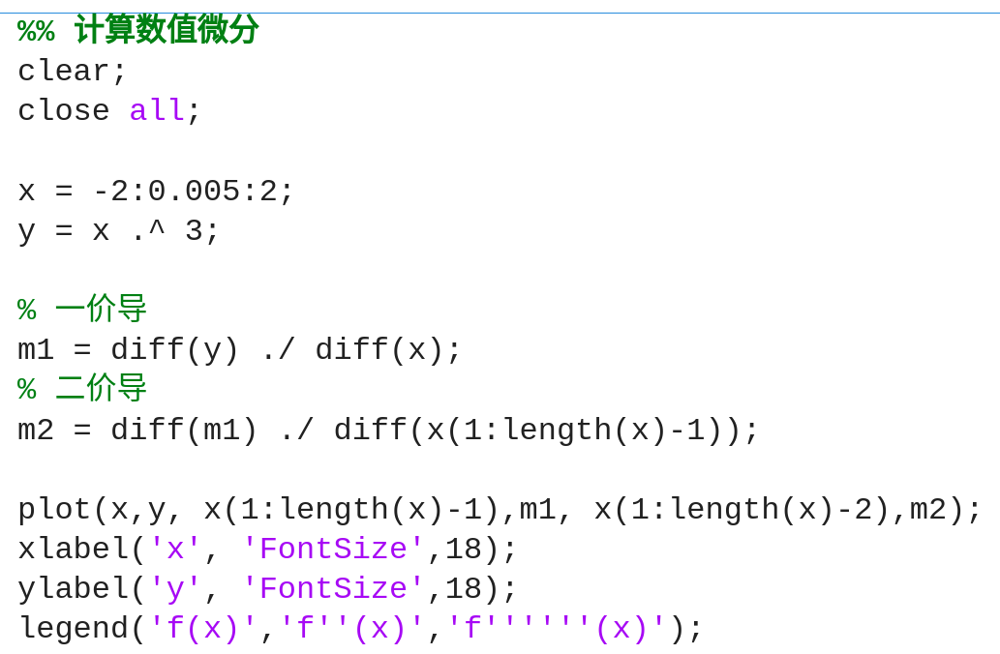 %% 计算数值微分
clear;
close all;
x = -2:0.005:2;
y = x .^ 3;
% 一价导
m1 = diff(y) ./ diff(x);
% 二价导
m2 = diff(m1) ./ diff(x(1:length(x)-1));
plot(x,y, x(1:length(x)-1),m1, x(1:length(x)-2),m2);
xlabel('x', 'FontSize',18);
ylabel('y', 'FontSize',18);
legend('f(x)','f''(x)','f''''''(x)');